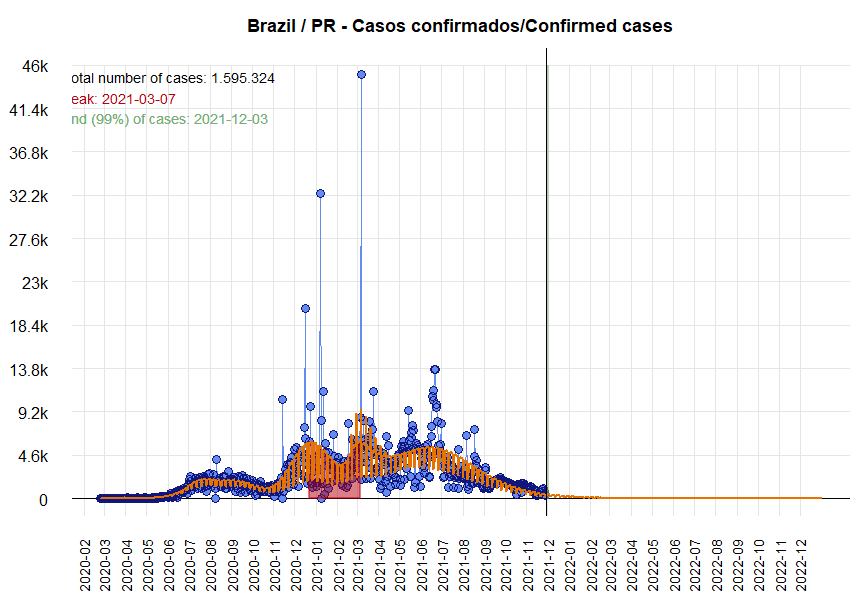 Brazil / PR - Casos confirmados/Confirmed cases
46k
41.4k
36.8k
32.2k
27.6k
23k
18.4k
13.8k
9.2k
4.6k
0
otal number of cases: 1.595.324
eak: 2021-03-07
nd (99%) of cases: 2021-12-03
2020-02
2020-03
2020-04
2020-05
2020-06
2020-07
2020-08
2020-09
2020-10
2020-11
2020-12
2021-01
2021-02
2021-03
2021-04
2021-05
2021-06
2021-07
2021-08
2021-09
2021-10
2021-11
2021-12
2022-01
2022-02
2022-03
2022-04
2022-05
2022-06
2022-07
2022-08
2022-09
2022-10
2022-11
2022-12